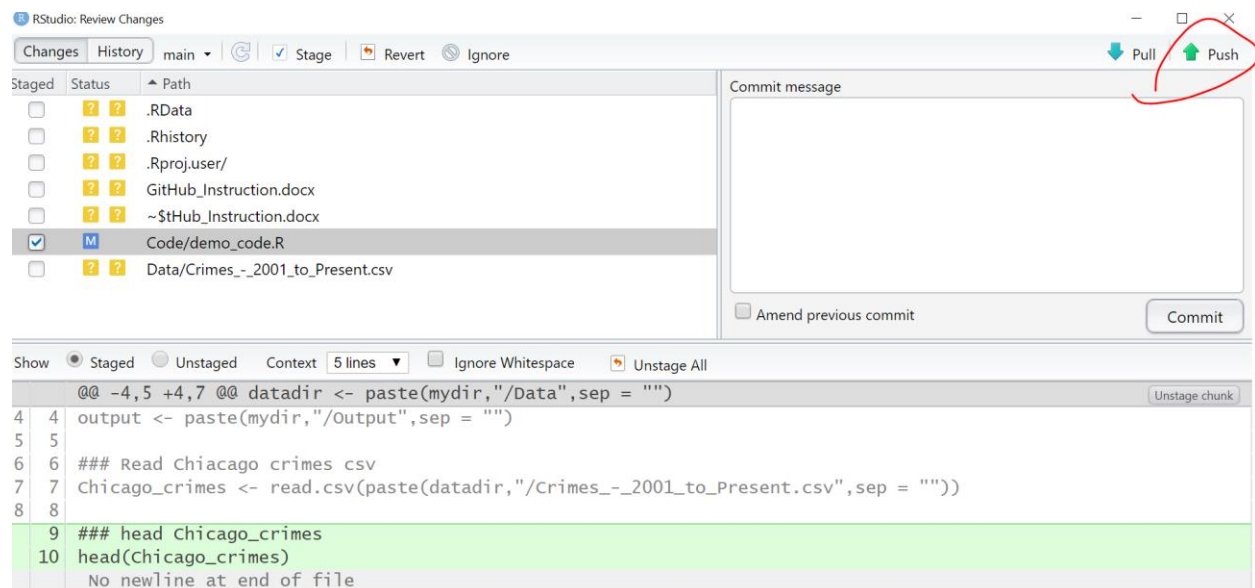 RStudio: Review Changes
Changes History main Stage Revert Ignore Pull Push
Staged Status Path Commit message
? ? .RData
? ? .Rhistory
? ? .Rproj.user/
? ? GitHub_Instruction.docx
? ? ~$tHub_Instruction.docx
M Code/demo_code.R
? ? Data/Crimes_-_2001_to_Present.csv
Amend previous commit Commit
Show Staged Unstaged Context 5 lines Ignore Whitespace Unstage All
@@ -4,5 +4,7 @@ datadir <- paste(mydir,"/Data",sep = "") Unstage chunk
4 4 output <- paste(mydir,"/Output",sep = "")
5 5
6 6 ### Read Chiacago crimes csv
7 7 Chicago_crimes <- read.csv(paste(datadir,"/Crimes_-_2001_to_Present.csv",sep = ""))
8 8
9 ### head Chicago_crimes
10 head(Chicago_crimes)
No newline at end of file